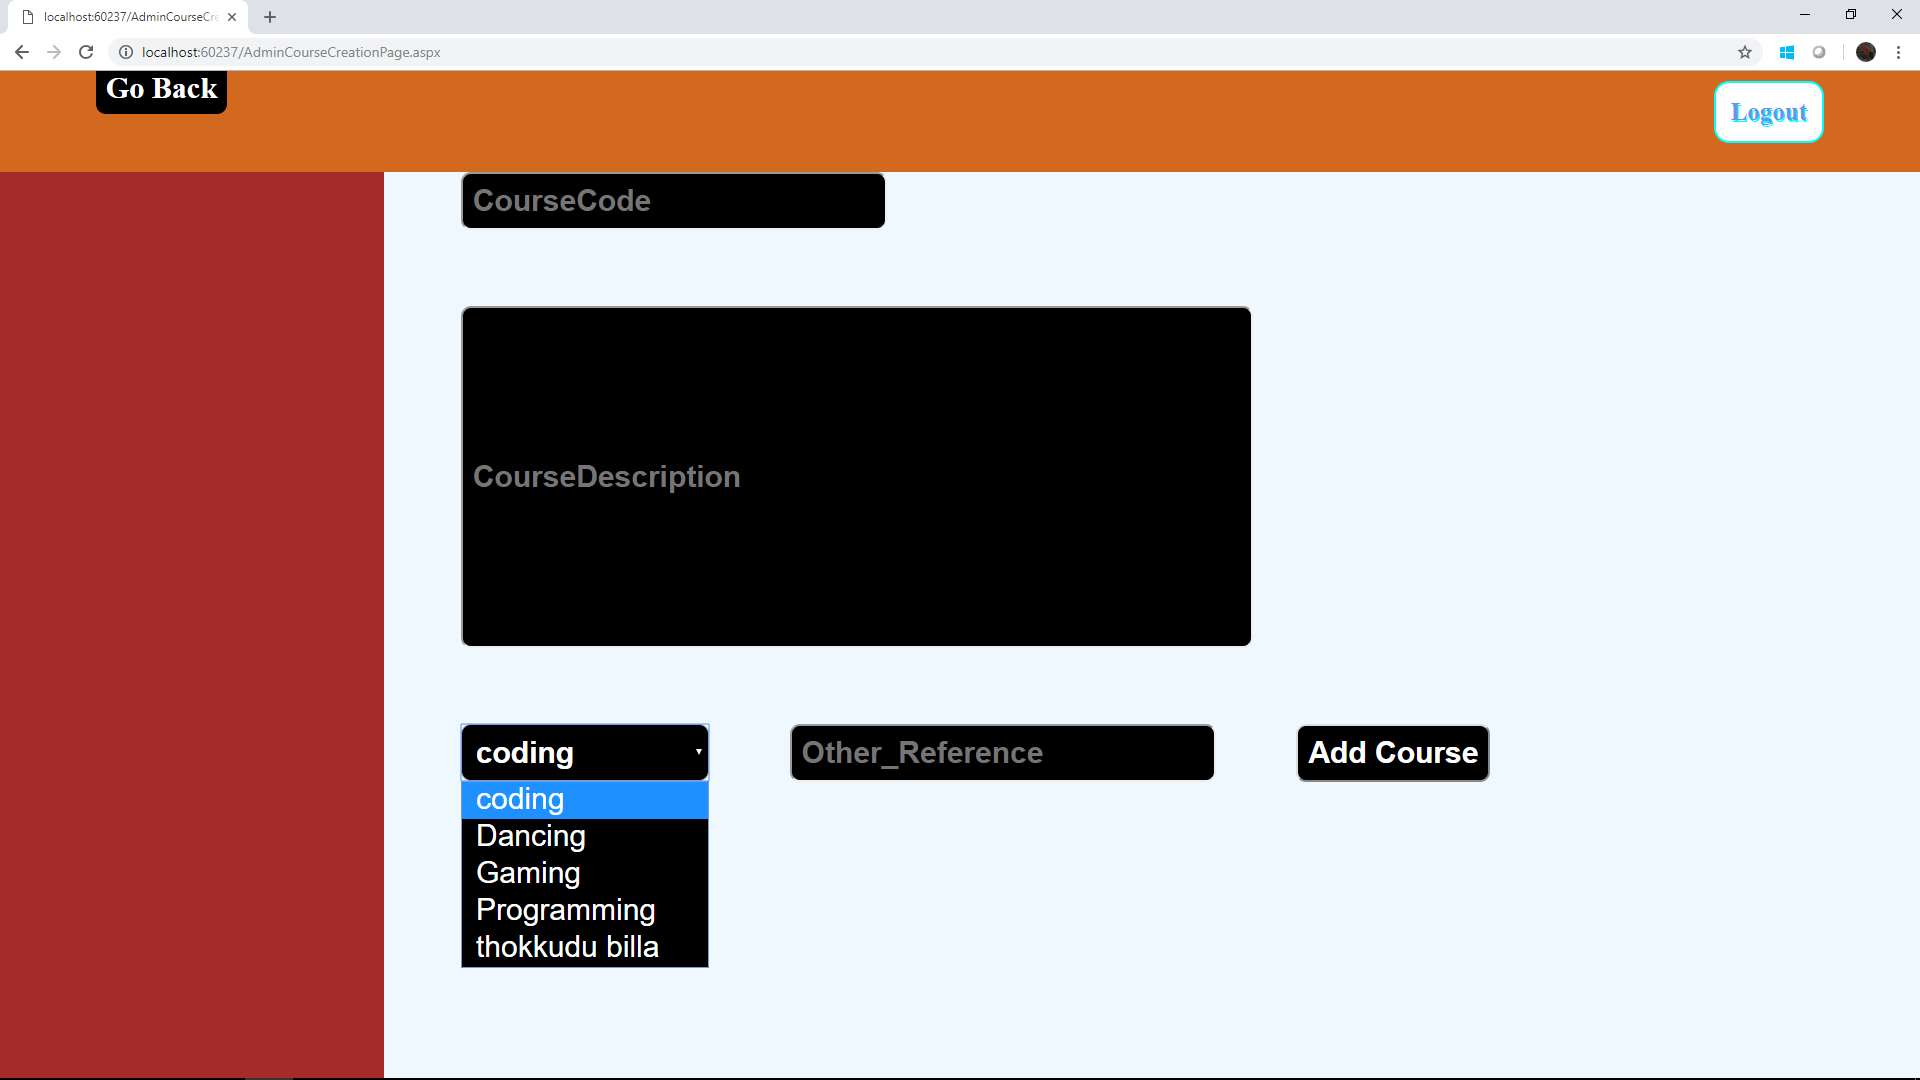 localhost:60237/AdminCourseCre
localhost:60237/AdminCourseCreationPage.aspx
Go Back
Logout
CourseCode
CourseDescription
coding
Other_Reference
Add Course
coding
Dancing
Gaming
Programming
thokkudu billa